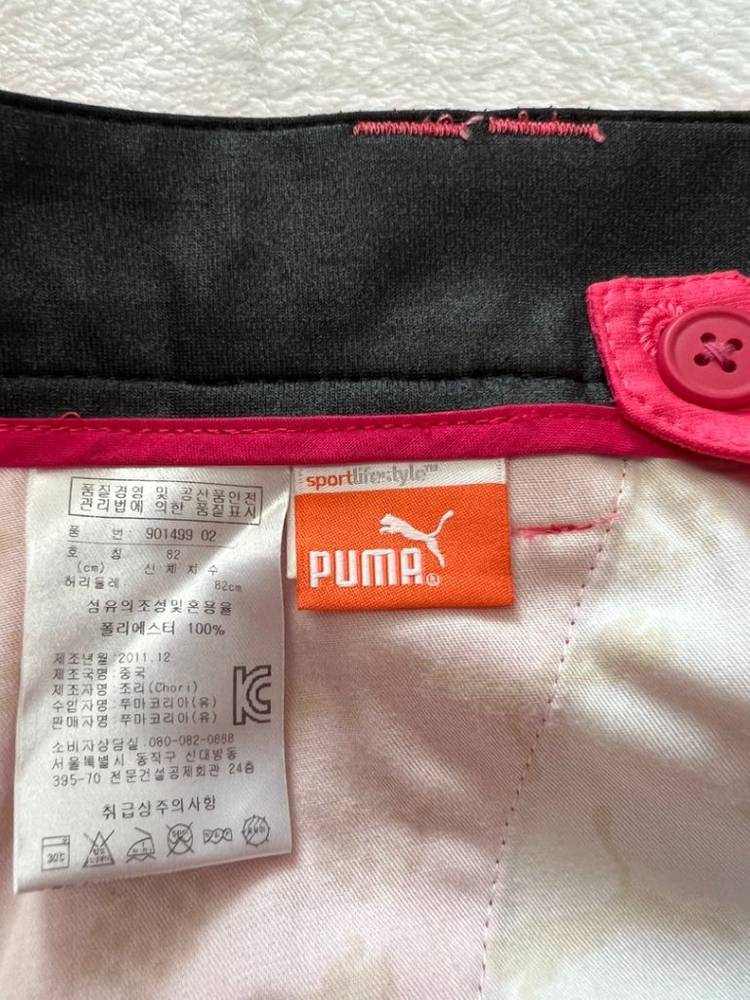 품질경영 및 공산품안전
관리법에 의한 품질표시
품 번 901499 02
호 칭 82
(cm) 신 체 치 수
허리둘레 82cm
섬유의조성및혼용율
폴리에스터 100%
제조년월:2011.12
제조국명:중국
제조자명:조리(Chori)
수입자명:푸마코리아(유)
판매자명:푸마코리아(유)
소비자상담실:080-082-0888
서울특별시 동작구 신대방동
395-70 전문건설공제회관 24층
취급상주의사항
30℃
sportlifestyle™
PUMA®